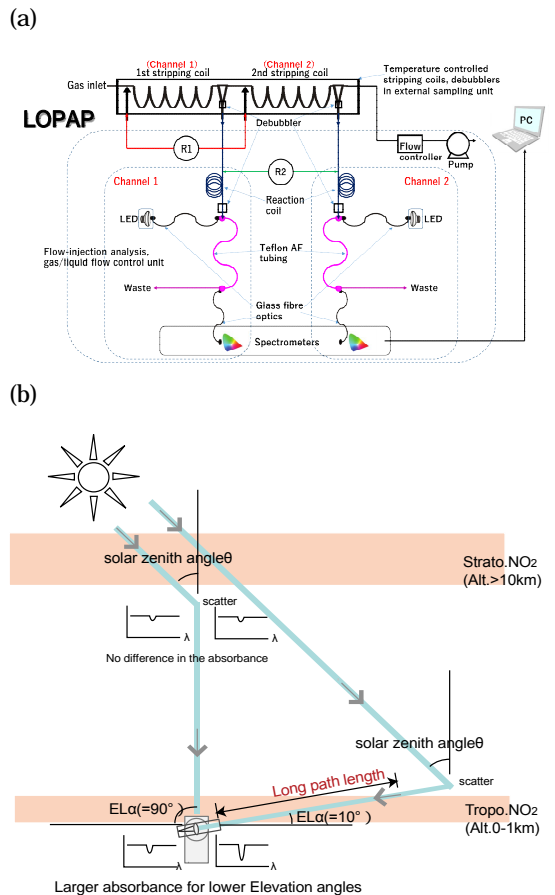 (a)
(Channel 1)
1st stripping coil
(Channel 2)
2nd stripping coil
Gas inlet
Temperature controlled
stripping coils, debubblers
in external sampling unit
LOPAP
R1
Debubbler
Flow
controller
Pump
PC
Channel 1
R2
Channel 2
Reaction
coil
LED
LED
Flow-injection analysis,
gas/liquid flow control unit
Teflon AF
tubing
Waste
Waste
Glass fibre
optics
Spectrometers
(b)
solar zenith angleθ
Strato.NO2
(Alt.>10km)
scatter
λ
λ
No difference in the absorbance
solar zenith angleθ
Long path length
scatter
ELα(=90°)
ELα(=10°)
Tropo.NO2
(Alt.0-1km)
λ
λ
Larger absorbance for lower Elevation angles